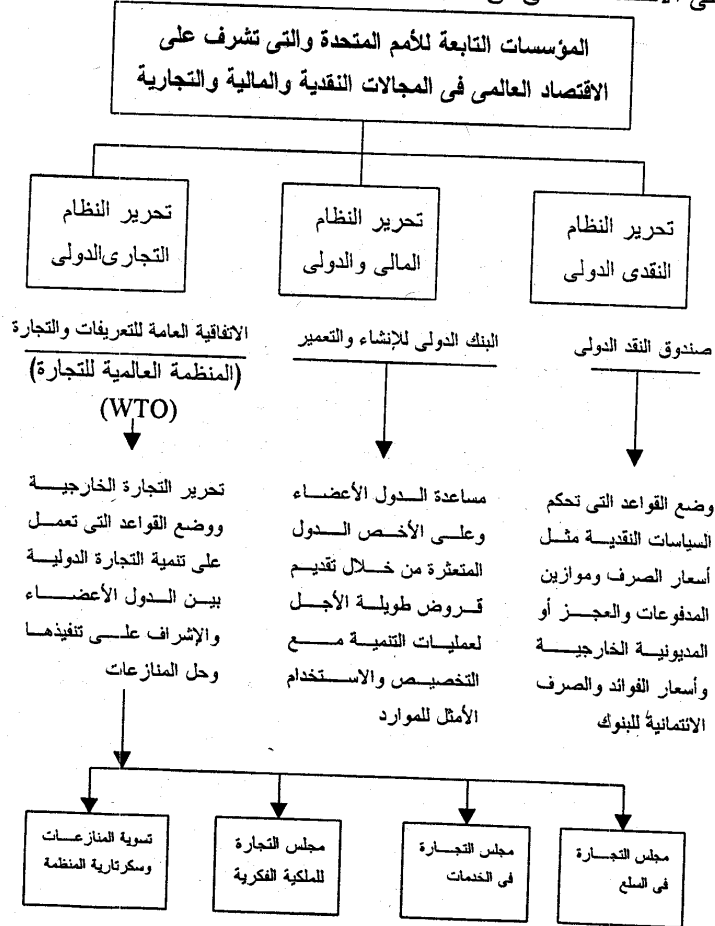 المؤسسات التابعة للأمم المتحدة والتى تشرف على
الاقتصاد العالمى فى المجالات النقدية والمالية والتجارية
تحرير النظام
النقدى الدولى
تحرير النظام
المالى والدولى
تحرير النظام
التجارى الدولى
صندوق النقد الدولى
البنك الدولى للإنشاء والتعمير
الاتفاقية العامة للتعريفات والتجارة
(المنظمة العالمية للتجارة)
(WTO)
وضع القواعد التى تحكم
السياسات النقدية مثل
أسعار الصرف وموازين
المدفوعات والعجز أو
المديونية الخارجية
وأسعار الفوائد والصرف
الائتمانية للبنوك
مساعدة الدول الأعضاء
وعلى الأخص الدول
المتعثرة من خلال تقديم
قروض طويلة الأجل
لعمليات التنمية مع
التخصيص والاستخدام
الأمثل للموارد
تحرير التجارة الخارجية
ووضع القواعد التى تعمل
على تنمية التجارة الدولية
بين الدول الأعضاء
والإشراف على تنفيذها
وحل المنازعات
مجلس التجارة
فى السلع
مجلس التجارة
فى الخدمات
مجلس التجارة
للملكية الفكرية
تسوية المنازعات
وسكرتارية المنظمة